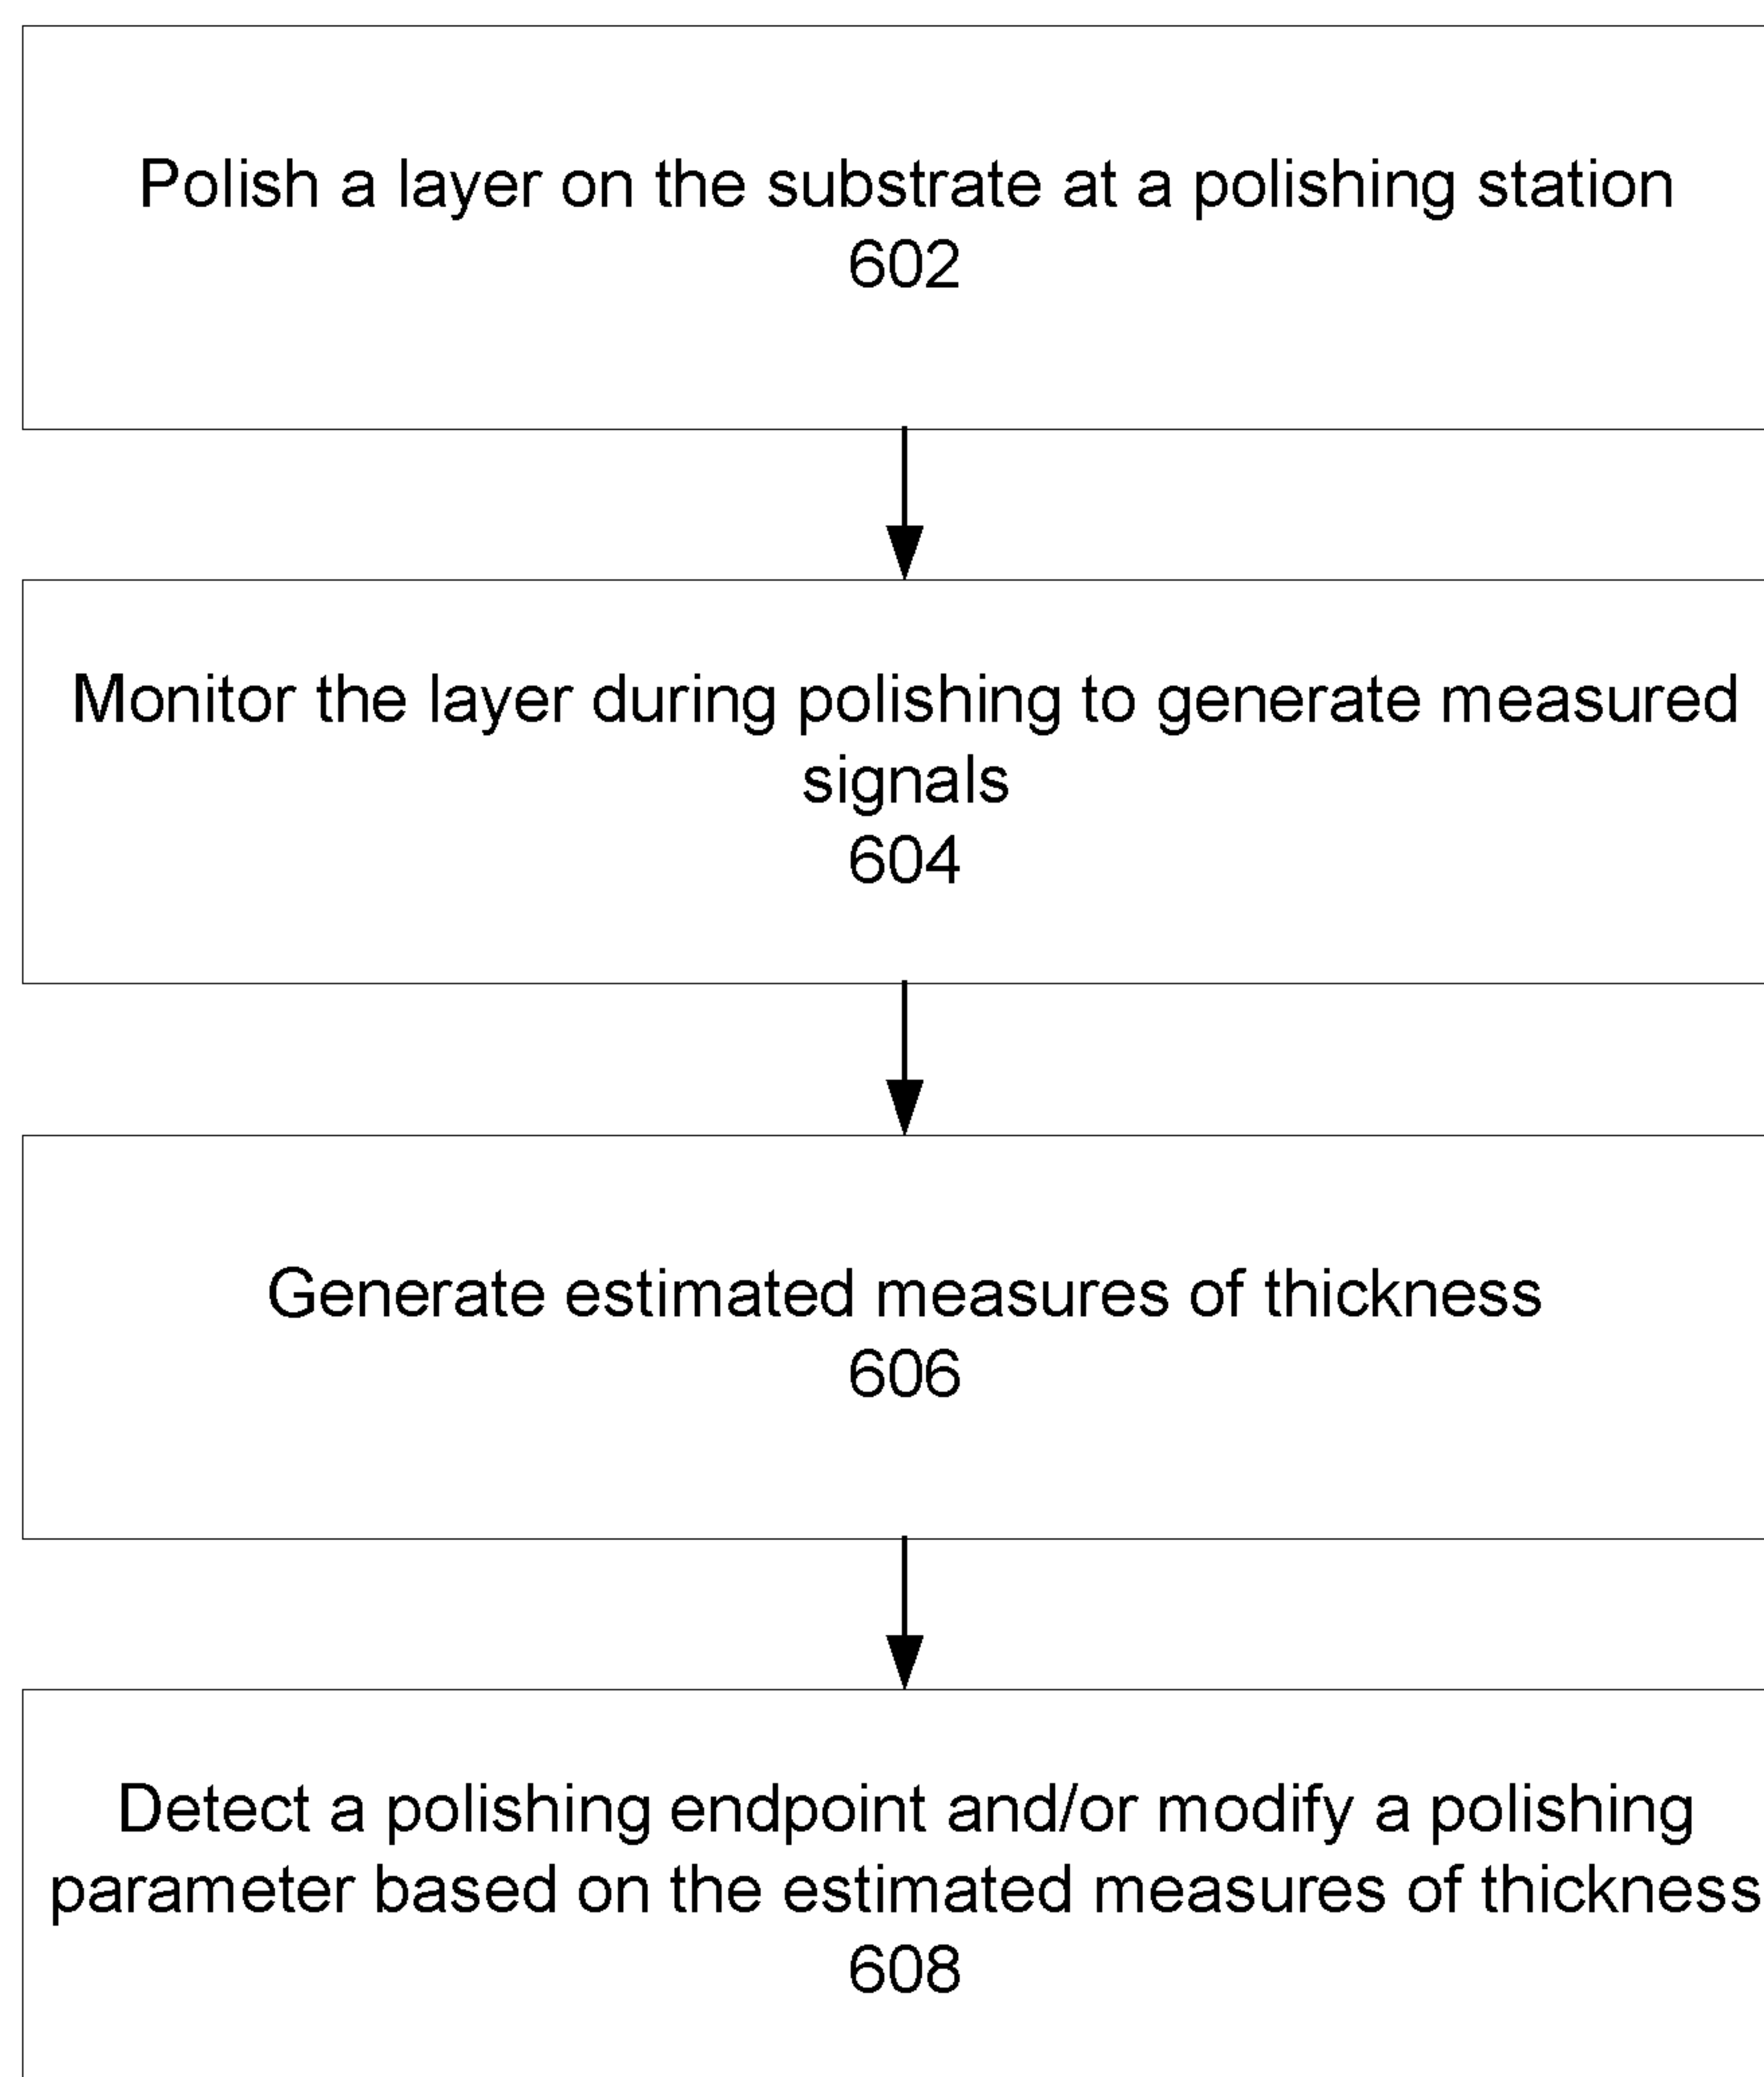 Polish a layer on the substrate at a polishing station
602
Monitor the layer during polishing to generate measured
signals
604
Generate estimated measures of thickness
606
Detect a polishing endpoint and/or modify a polishing
parameter based on the estimated measures of thickness
608